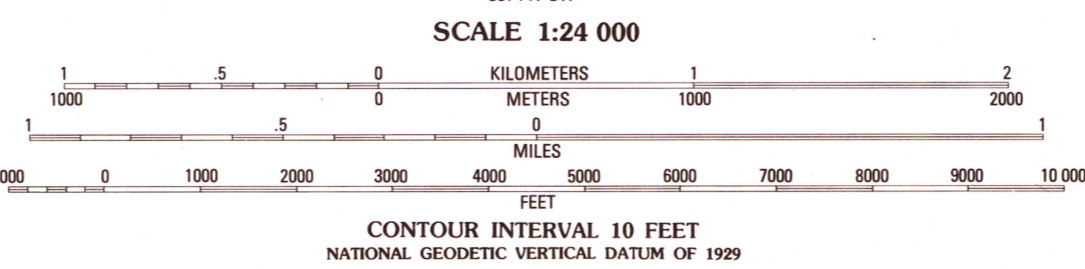 SCALE 1:24 000
1 .5 0 KILOMETERS 1 2
1000 0 METERS 1000 2000
1 .5 0 1
MILES
000 0 1000 2000 3000 4000 5000 6000 7000 8000 9000 10 000
FEET
CONTOUR INTERVAL 10 FEET
NATIONAL GEODETIC VERTICAL DATUM OF 1929